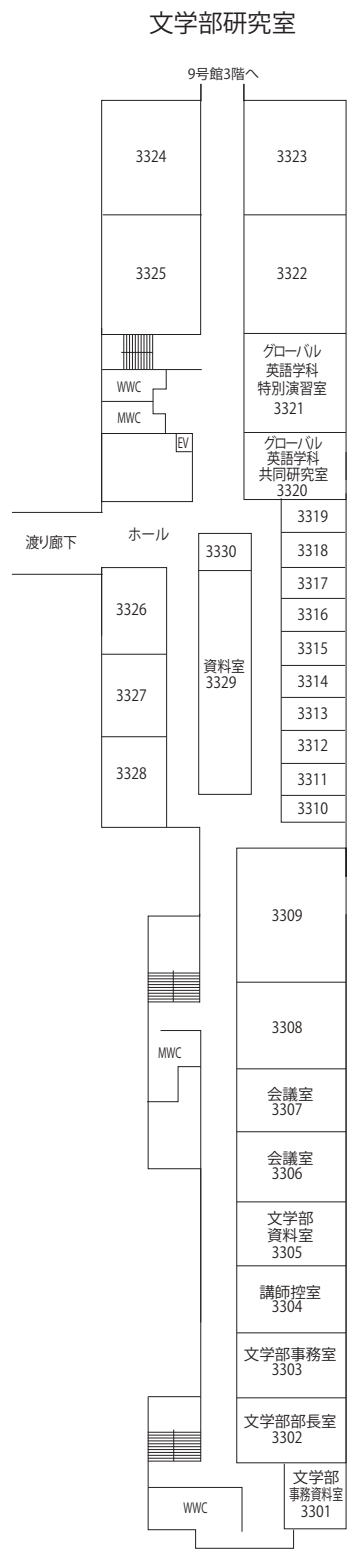 文学部研究室
9号館3階へ
3324
3323
3325
3322
グローバル
英語学科
特別演習室
3321
WWC
MWC
EV
グローバル
英語学科
共同研究室
3320
3319
渡り廊下
ホール
3330
3318
3317
3326
3316
3315
資料室
3329
3314
3327
3313
3312
3328
3311
3310
3309
3308
MWC
会議室
3307
会議室
3306
文学部
資料室
3305
講師控室
3304
文学部事務室
3303
文学部部長室
3302
文学部
事務資料室
3301
WWC